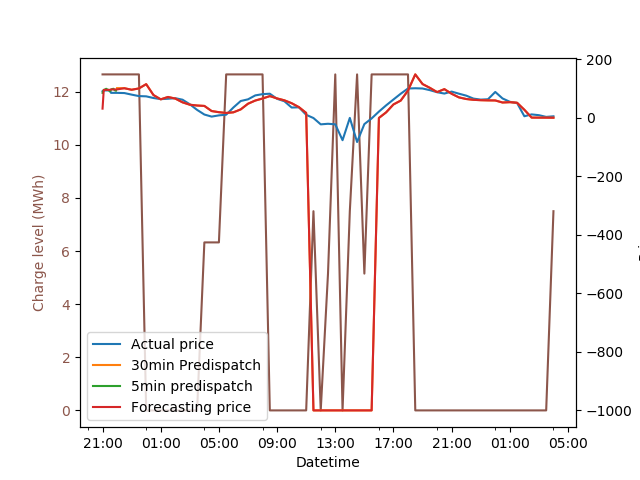 200
12
0
10
−200
8
−400
6
−600
4
−800
2
−1000
0
Charge level (MWh)
Actual price
30min Predispatch
5min predispatch
Forecasting price
21:00 01:00 05:00 09:00 13:00 17:00 21:00 01:00 05:00
Datetime